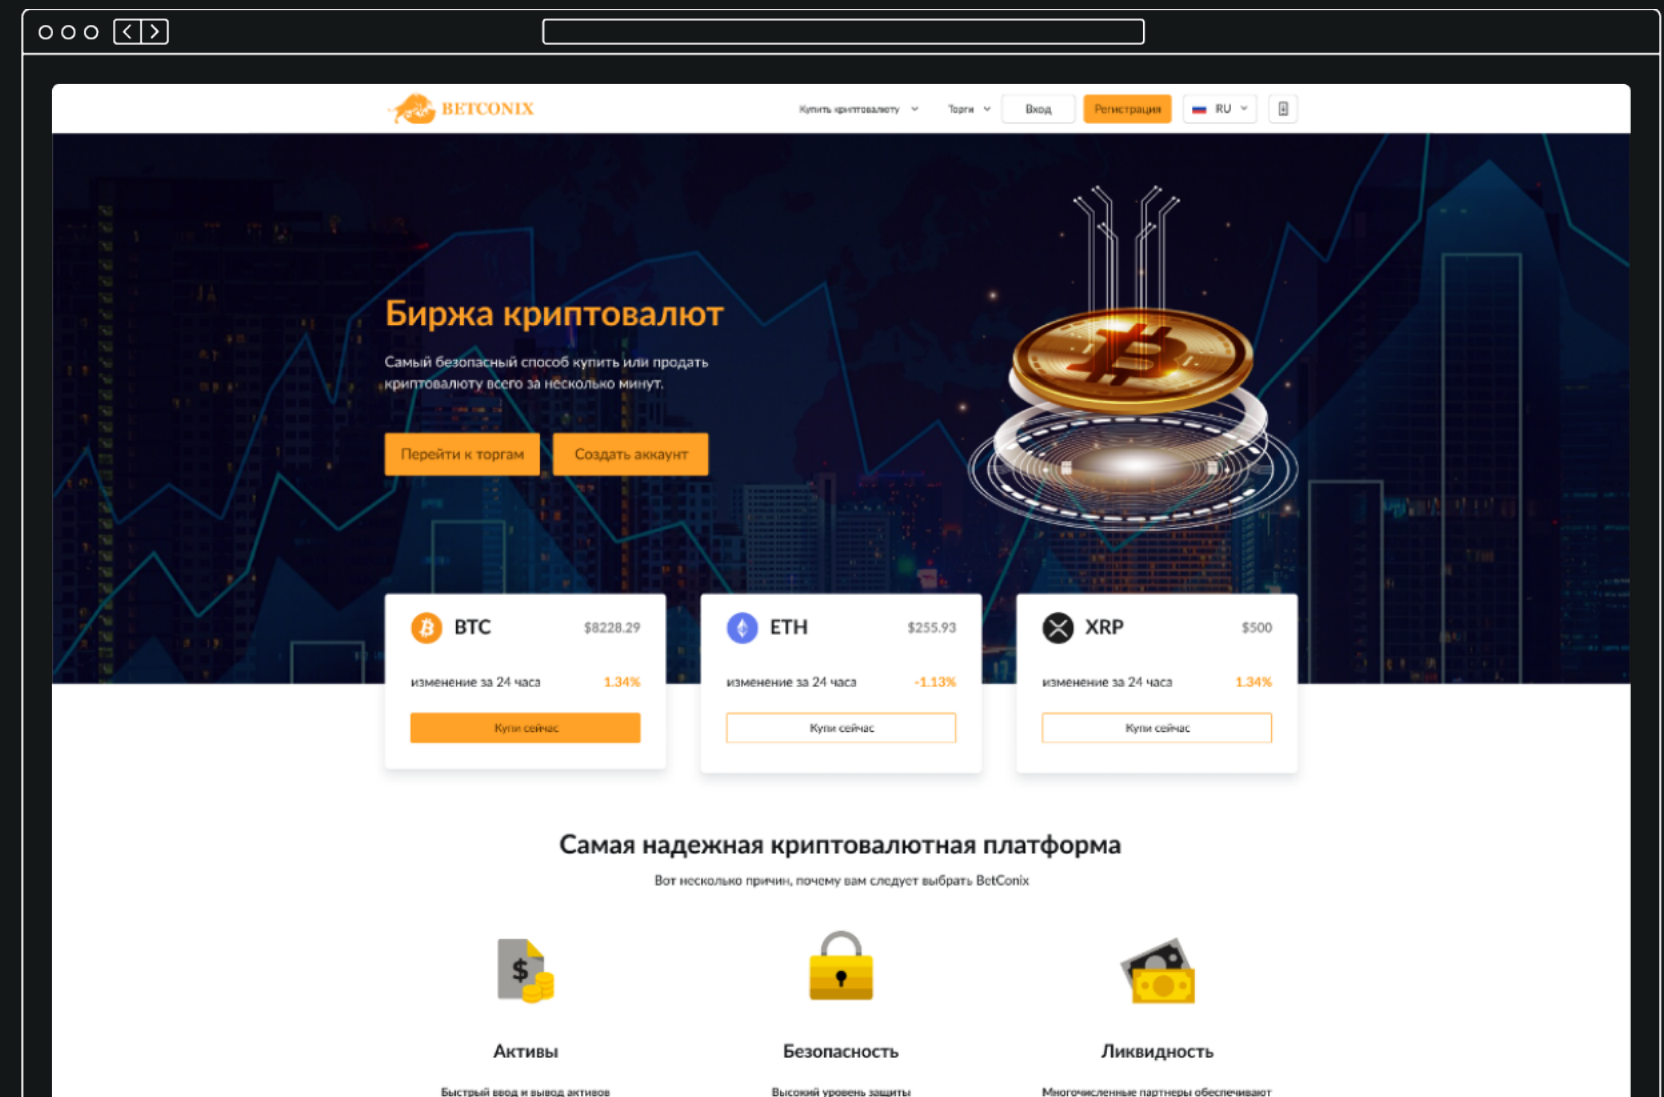 BETCONIX
Купить криптовалюту
Торги
Вход
Регистрация
RU
Биржа криптовалют
Самый безопасный способ купить или продать
криптовалюту всего за несколько минут.
Перейти к торгам
Создать аккаунт
BTC
$8228.29
изменение за 24 часа
1.34%
Купи сейчас
ETH
$255.93
изменение за 24 часа
-1.13%
Купи сейчас
XRP
$500
изменение за 24 часа
1.34%
Купи сейчас
Самая надежная криптовалютная платформа
Вот несколько причин, почему вам следует выбрать BetConix
$
Активы
Быстрый ввод и вывод активов
Безопасность
Высокий уровень защиты
Ликвидность
Многочисленные партнеры обеспечивают